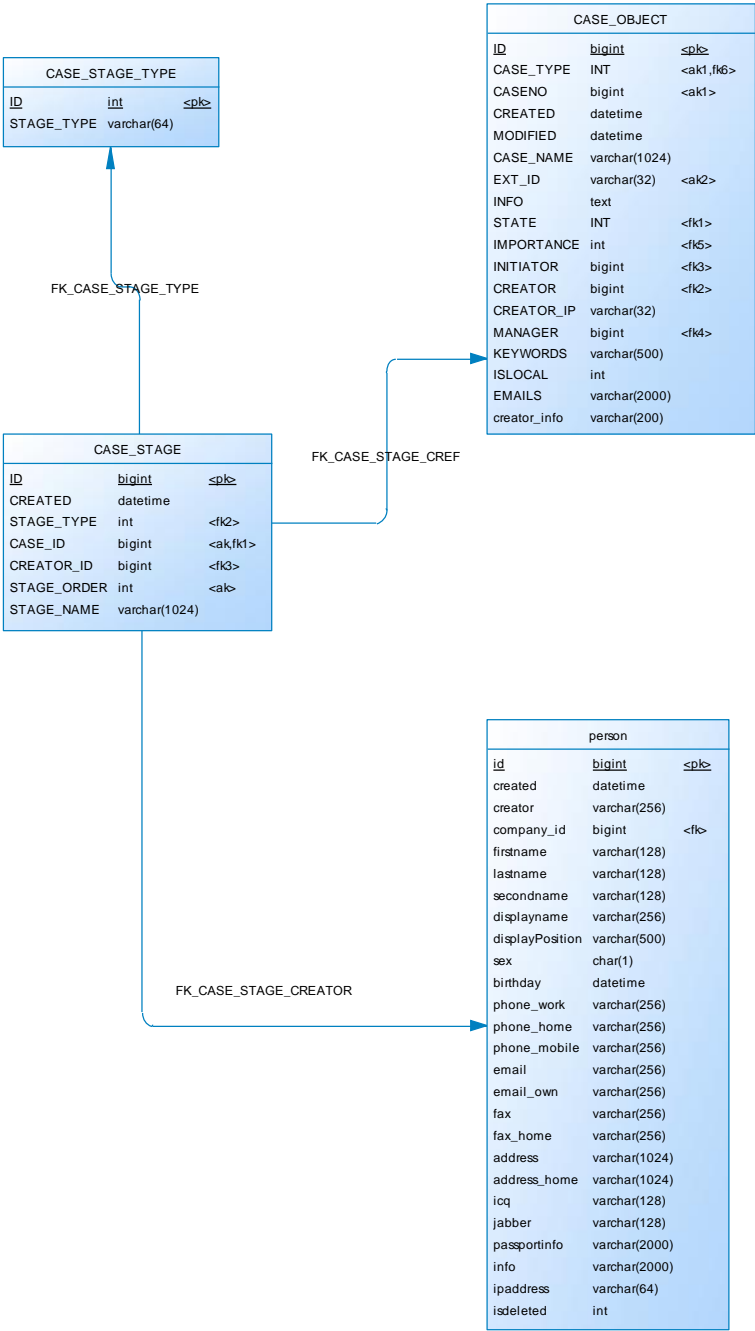 CASE_OBJECT
ID bigint <pk>
CASE_TYPE INT <ak1,fk6>
CASENO bigint <ak1>
CREATED datetime
MODIFIED datetime
CASE_NAME varchar(1024)
EXT_ID varchar(32) <ak2>
INFO text
STATE INT <fk1>
IMPORTANCE int <fk5>
INITIATOR bigint <fk3>
CREATOR bigint <fk2>
CREATOR_IP varchar(32)
MANAGER bigint <fk4>
KEYWORDS varchar(500)
ISLOCAL int
EMAILS varchar(2000)
creator_info varchar(200)
CASE_STAGE_TYPE
ID int <pk>
STAGE_TYPE varchar(64)
FK_CASE_STAGE_TYPE
FK_CASE_STAGE_CREF
CASE_STAGE
ID bigint <pk>
CREATED datetime
STAGE_TYPE int <fk2>
CASE_ID bigint <ak,fk1>
CREATOR_ID bigint <fk3>
STAGE_ORDER int <ak>
STAGE_NAME varchar(1024)
FK_CASE_STAGE_CREATOR
person
id bigint <pk>
created datetime
creator varchar(256)
company_id bigint <fk>
firstname varchar(128)
lastname varchar(128)
secondname varchar(128)
displayname varchar(256)
displayPosition varchar(500)
sex char(1)
birthday datetime
phone_work varchar(256)
phone_home varchar(256)
phone_mobile varchar(256)
email varchar(256)
email_own varchar(256)
fax varchar(256)
fax_home varchar(256)
address varchar(1024)
address_home varchar(1024)
icq varchar(128)
jabber varchar(128)
passportinfo varchar(2000)
info varchar(2000)
ipaddress varchar(64)
isdeleted int